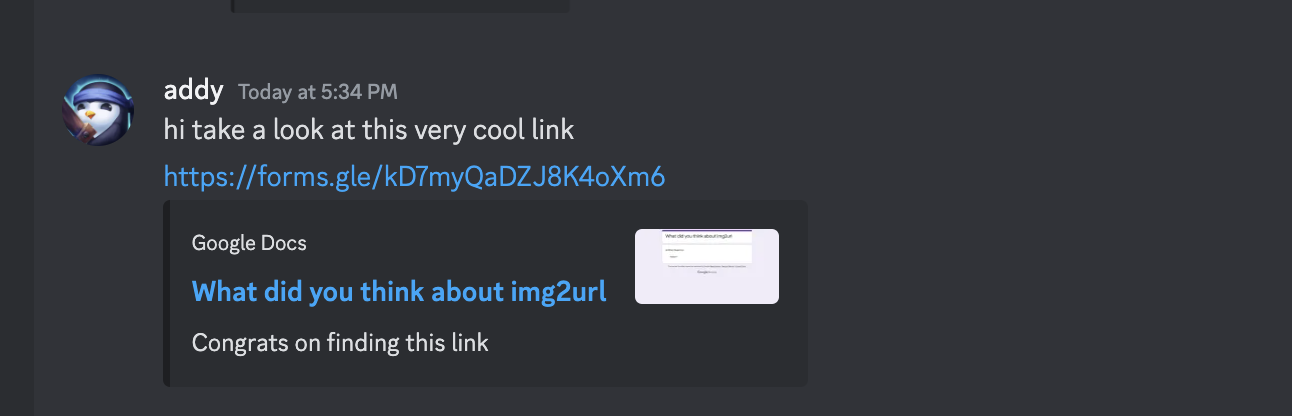 addy Today at 5:34 PM
hi take a look at this very cool link
https://forms.gle/kD7myQaDZJ8K4oXm6
Google Docs
What did you think about img2url
What did you think about img2url
Congrats on finding this link